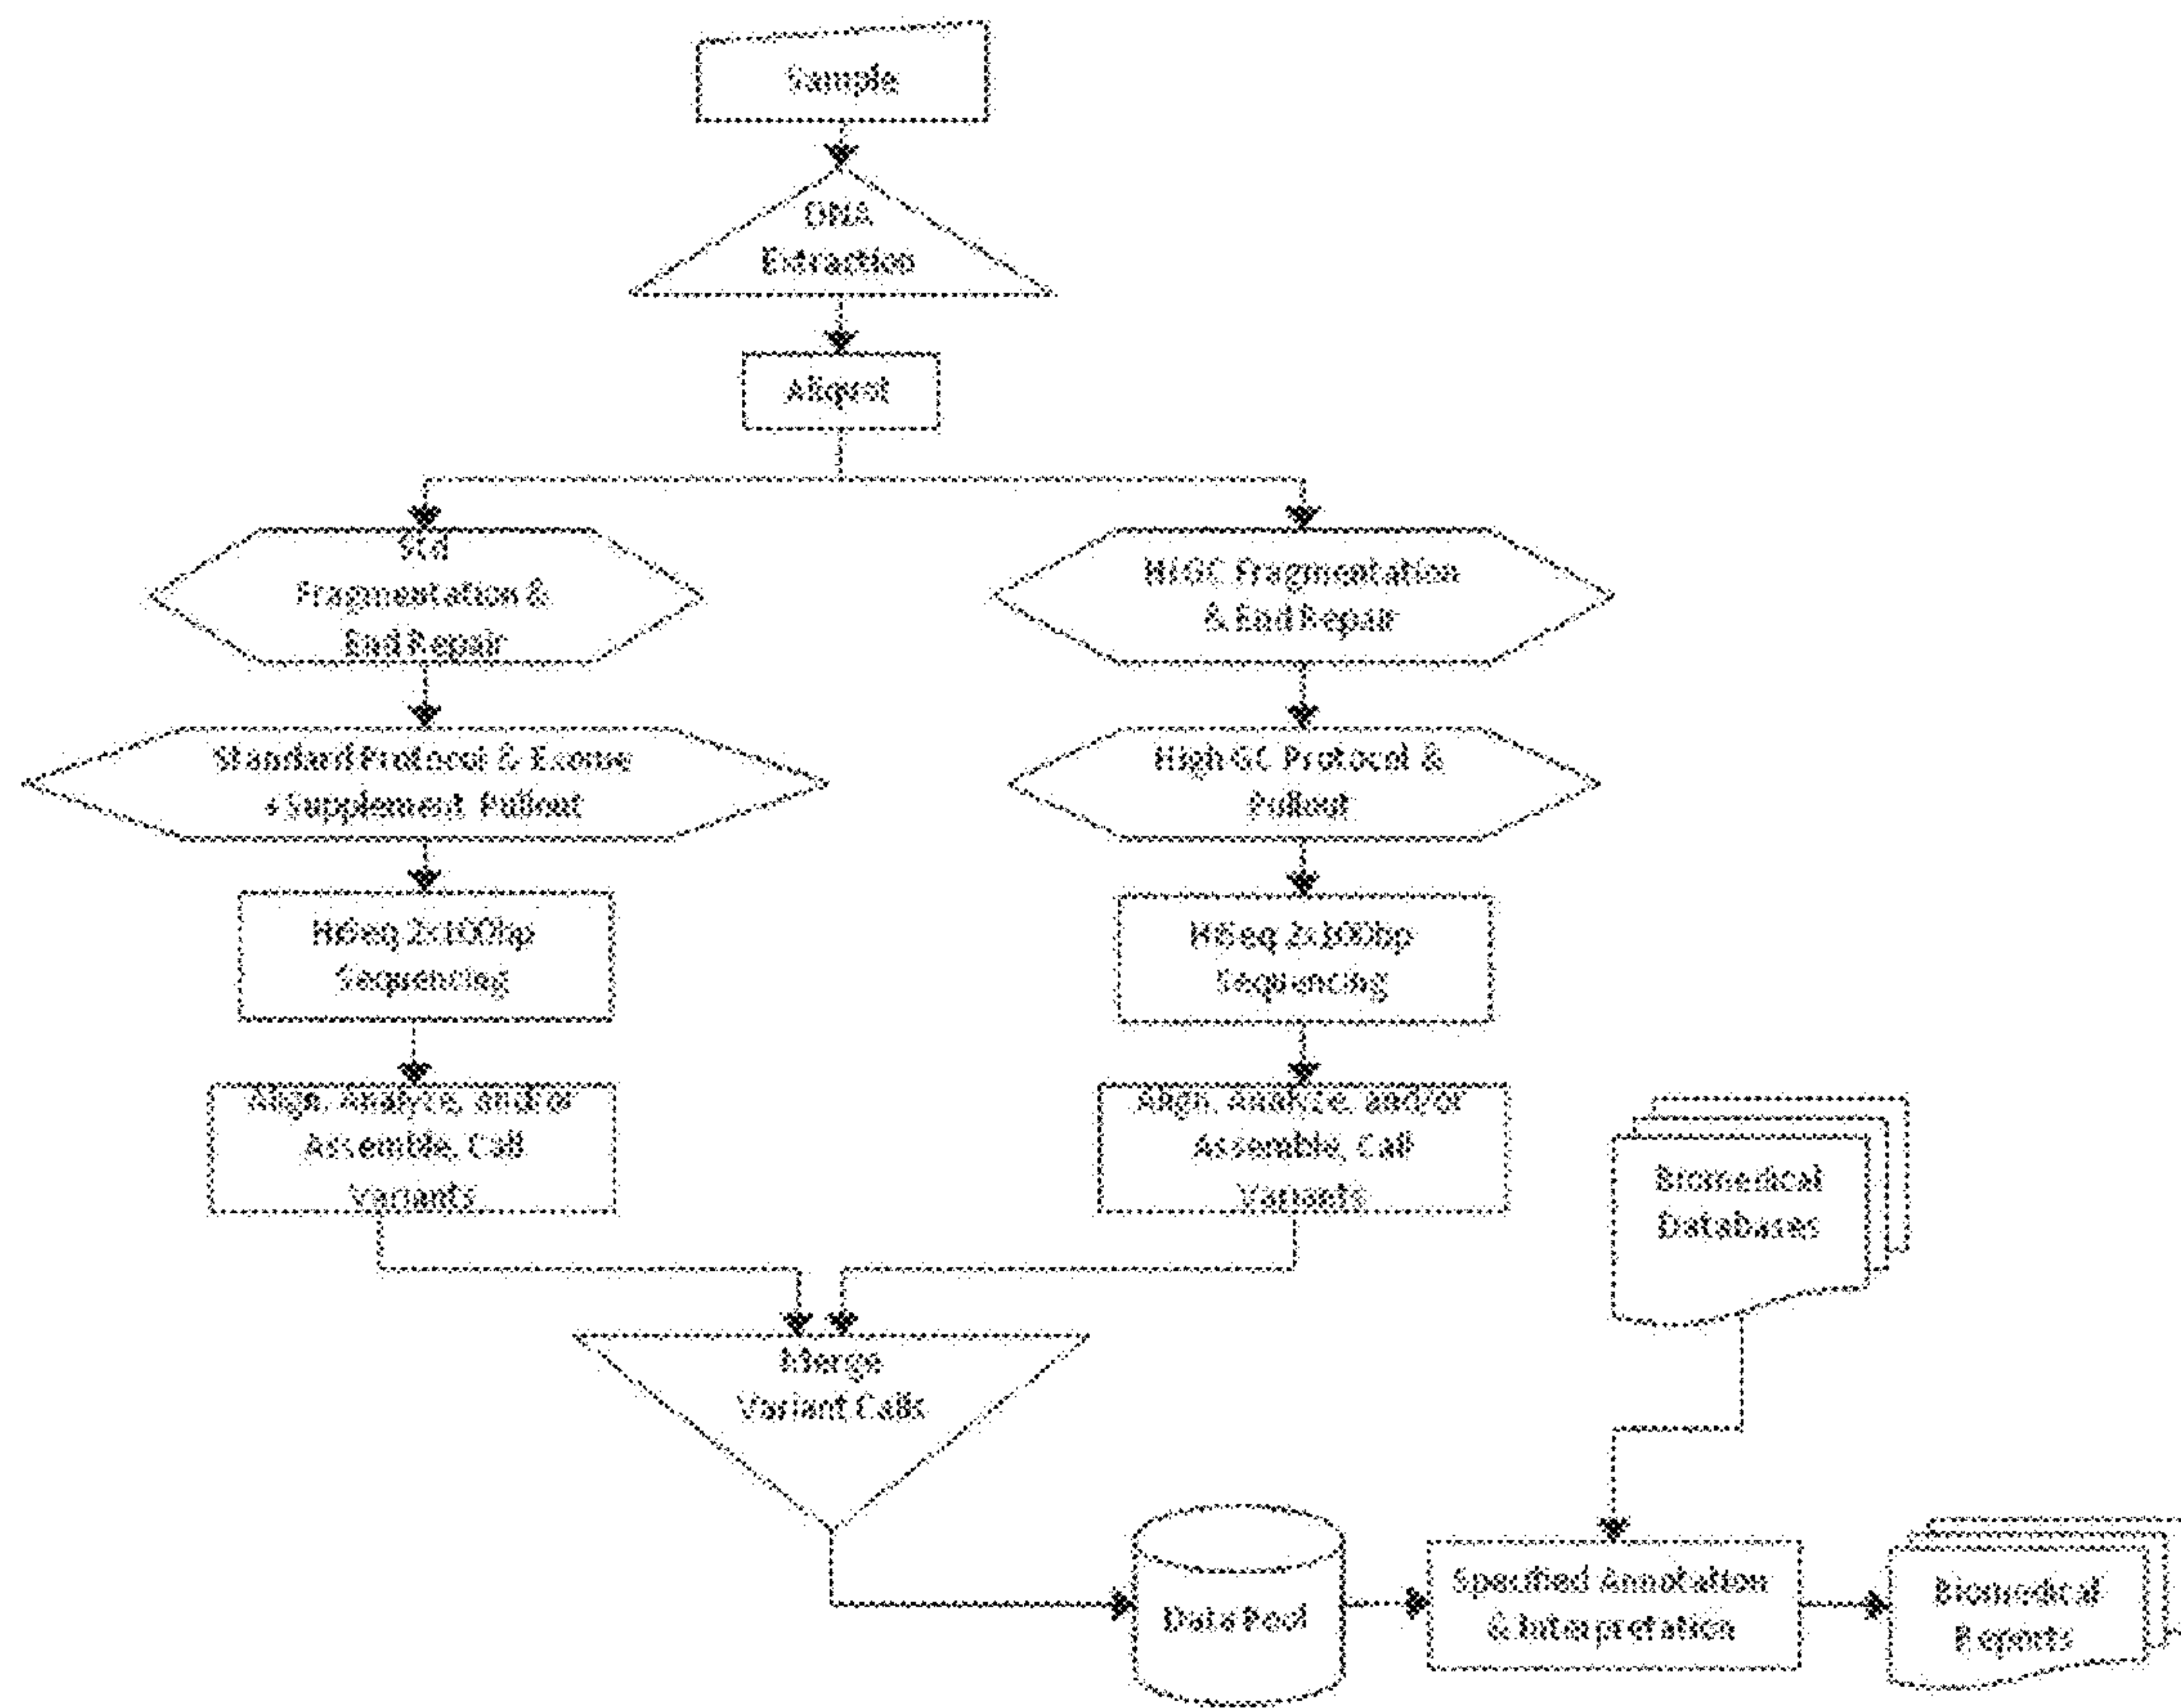 Sample
DNA
Extraction
Aliquot
Std
Fragmentation &
End Repair
Hi GC Fragmentation
& End Repair
Standard Protocol & Exome
+ Supplement Pullout
High GC Protocol &
Pullout
HiSeq 2x100bp
Sequencing
HiSeq 2x100bp
Sequencing
Align, Analyze, and/or
Assemble, Call
Variants
Align, Analyze, and/or
Assemble, Call
Variants
Biomedical
Databases
Merge
Variant Calls
Data Pool
Specified Annotation
& Interpretation
Biomedical
Reports